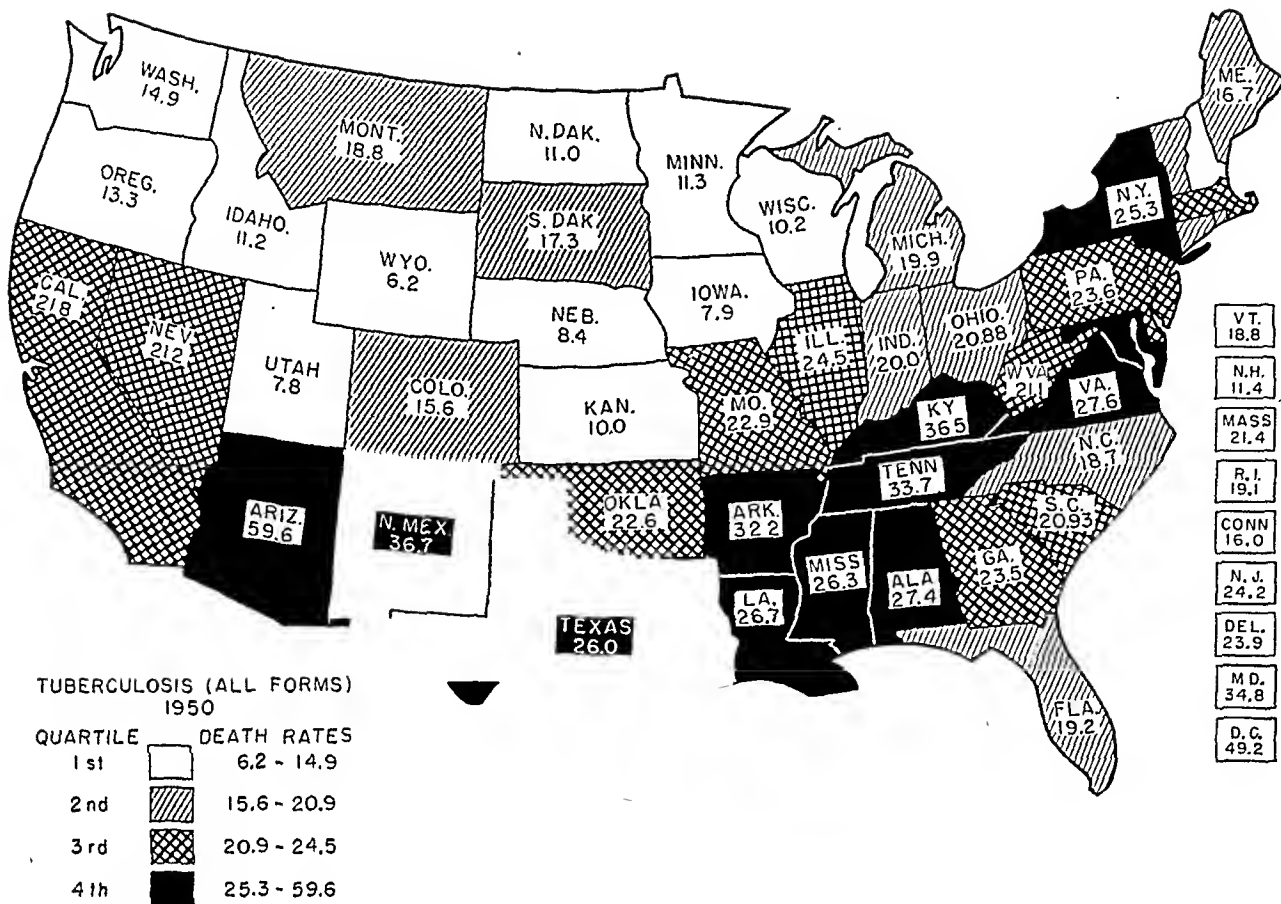 WASH.
14.9
OREG.
13.3
IDAHO.
11.2
MONT.
18.8
WYO.
6.2
N.DAK.
11.0
S.DAK.
17.3
NEB.
8.4
MINN.
11.3
WISC.
10.2
IOWA.
7.9
MICH.
19.9
ME.
16.7
N.Y.
25.3
PA.
23.6
CAL.
21.8
NEV
212
UTAH
7.8
COLO.
15.6
KAN.
10.0
MO.
22.9
ILL.
24.5
IND.
20.0
OHIO.
20.88
W.VA
211
VA.
27.6
KY
36.5
N.C.
18.7
TENN
33.7
S.C.
20.93
GA.
23.5
ARIZ.
59.6
N. MEX.
36.7
OKLA
22.6
ARK.
32.2
TEXAS
26.0
LA.
26.7
MISS
26.3
ALA
27.4
FLA.
19.2
VT.
18.8
N.H.
11.4
MASS
21.4
R.I.
19.1
CONN
16.0
N.J.
24.2
DEL.
23.9
MD.
34.8
D.C.
49.2
TUBERCULOSIS (ALL FORMS)
1950
QUARTILE DEATH RATES
1st 6.2 - 14.9
2nd 15.6 - 20.9
3rd 20.9 - 24.5
4th 25.3 - 59.6